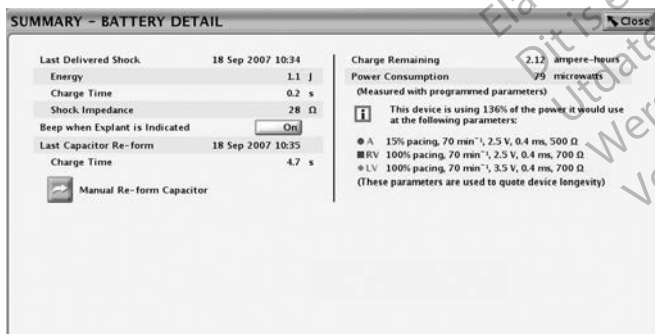 SUMMARY – BATTERY DETAIL
Close
Last Delivered Shock 18 Sep 2007 10:34
Energy 1.1 J
Charge Time 0.2 s
Shock Impedance 28 Ω
Beep when Explant is Indicated On
Last Capacitor Re-form 18 Sep 2007 10:35
Charge Time 4.7 s
Manual Re-form Capacitor
Charge Remaining 2.12 ampere-hours
Power Consumption 79 microwatts
(Measured with programmed parameters)
This device is using 136% of the power it would use
at the following parameters:
A 15% pacing, 70 min⁻¹, 2.5 V, 0.4 ms, 500 Ω
RV 100% pacing, 70 min⁻¹, 2.5 V, 0.4 ms, 700 Ω
LV 100% pacing, 70 min⁻¹, 3.5 V, 0.4 ms, 700 Ω
(These parameters are used to quote device longevity)
Dit is